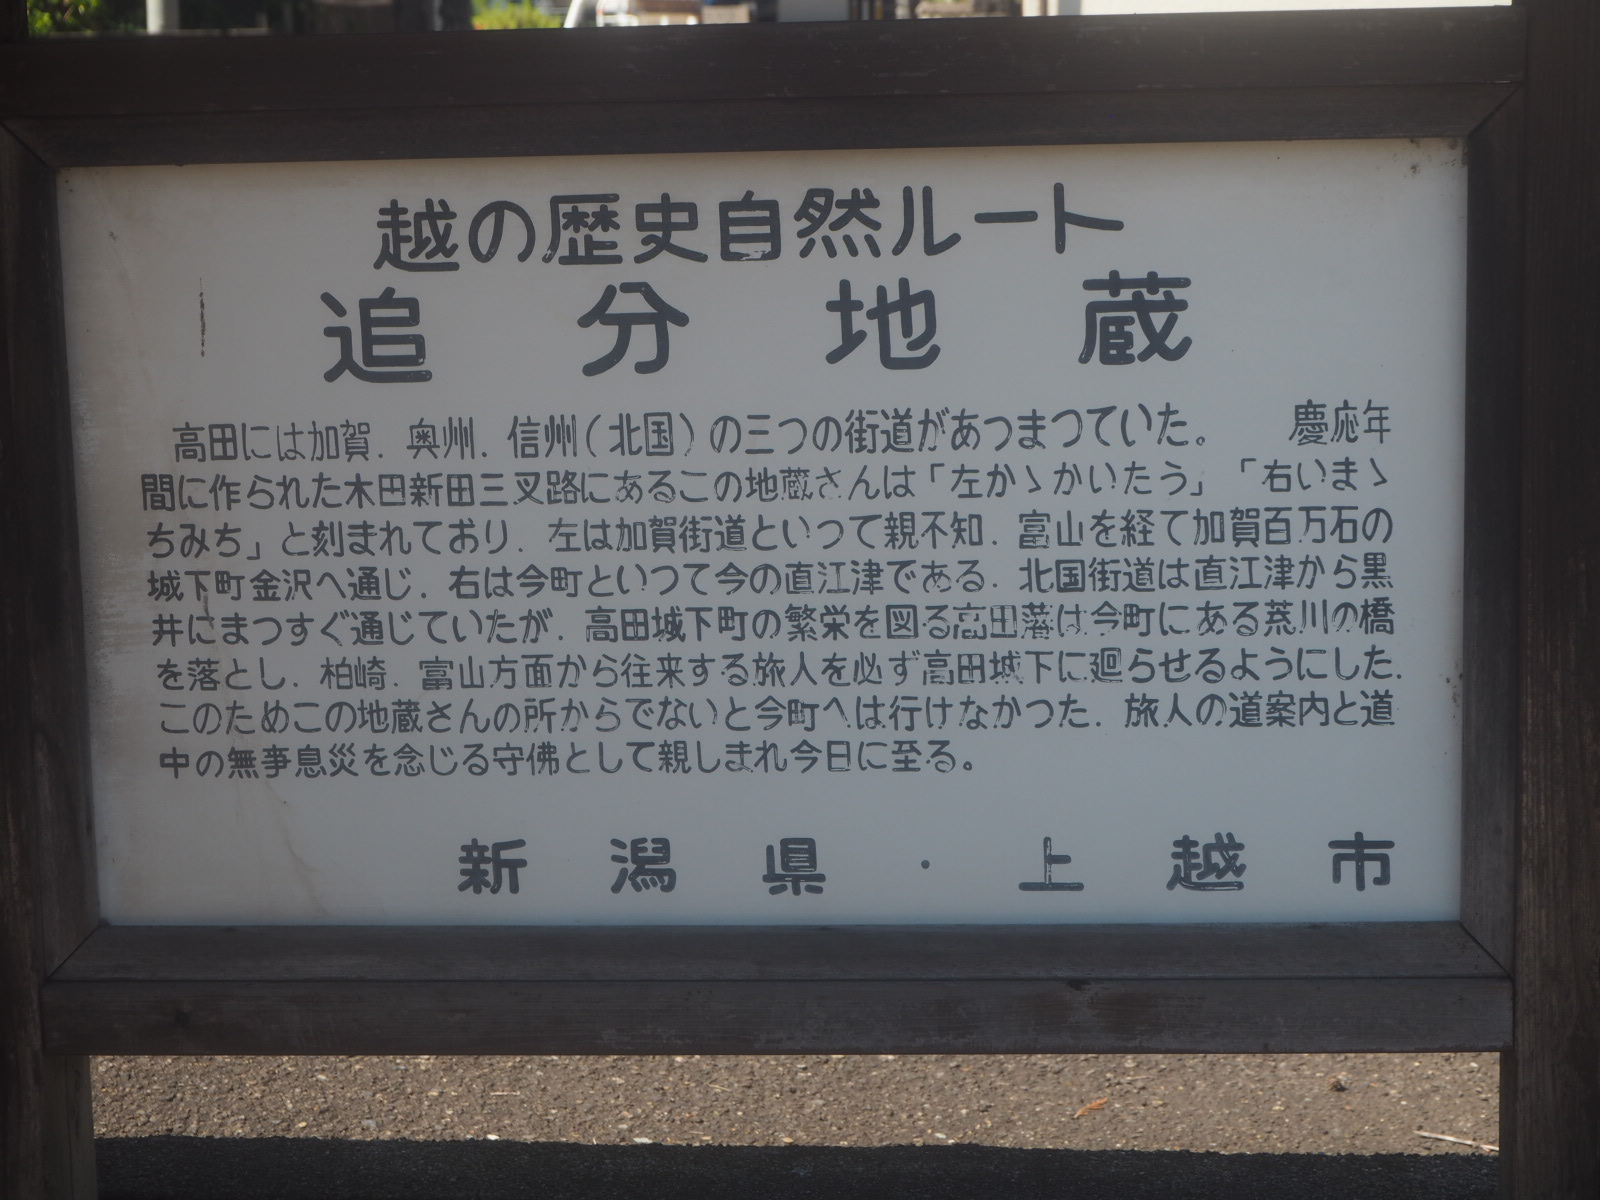 越の歴史自然ルート
追分地蔵
高田には加賀．奥州．信州（北国）の三つの街道があつまつていた。　慶応年
間に作られた木田新田三叉路にあるこの地蔵さんは「左かゝかいたう」「右いまゝ
ちみち」と刻まれており．左は加賀街道といつて親不知．富山を経て加賀百万石の
城下町金沢へ通じ．右は今町といつて今の直江津である．北国街道は直江津から黒
井にまつすぐ通じていたが．高田城下町の繁栄を図る高田藩は今町にある荒川の橋
を落とし．柏崎．富山方面から往来する旅人を必ず高田城下に廻らせるようにした．
このためこの地蔵さんの所からでないと今町へは行けなかつた．旅人の道案内と道
中の無事息災を念じる守佛として親しまれ今日に至る。
新潟県・上越市